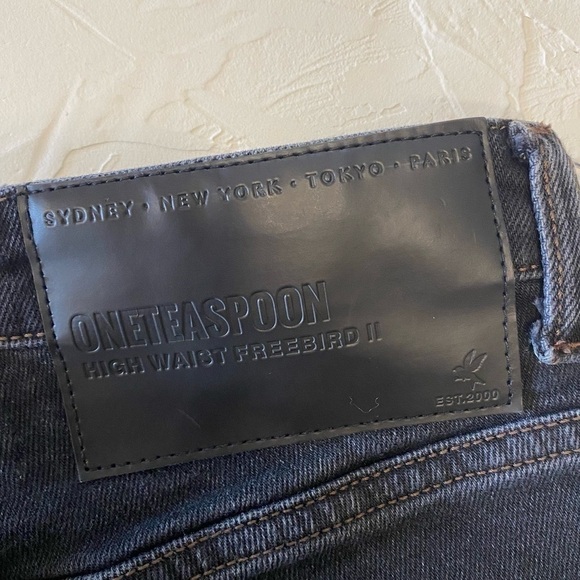 SYDNEY • NEW YORK • TOKYO • PARIS
ONETEASPOON
HIGH WAIST FREEBIRD II
EST.2000